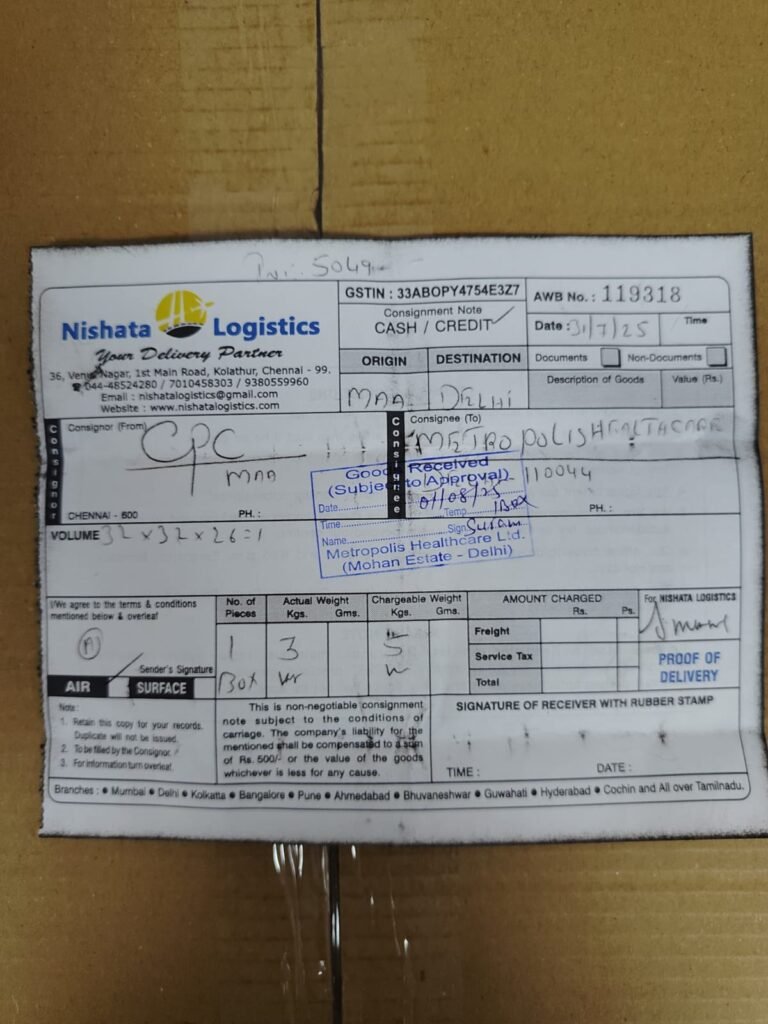 Inv: 5049
Nishata Logistics
Your Delivery Partner
36, Venus Nagar, 1st Main Road, Kolathur, Chennai - 99.
044-48524280 / 7010458303 / 9380559960
Email : nishatalogistics@gmail.com
Website : www.nishatalogistics.com
GSTIN : 33ABOPY4754E3Z7
Consignment Note
CASH / CREDIT ✓
AWB No. : 119318
Date : 31/7/25 Time
ORIGIN DESTINATION
MAA DELHI
Documents Non-Documents
Description of Goods Value (Rs.)
Consignor
Consignor (From)
CPC
MAA
CHENNAI - 600 PH. :
Consignee
Consignee (To)
METROPOLIS HEALTHCARE
110044
PH. :
Goods Received
(Subject to Approval)
Date 01/08/25
Time Temp 1Box
Name Sign
Metropolis Healthcare Ltd.
(Mohan Estate - Delhi)
VOLUME 32 x 32 x 26 = 1
I/We agree to the terms & conditions
mentioned below & overleaf
A
Sender's Signature
AIR SURFACE
No. of Pieces
1
Box
Actual Weight
Kgs. Gms.
3
Chargeable Weight
Kgs. Gms.
5
AMOUNT CHARGED
Rs. Ps.
Freight
Service Tax
Total
For NISHATA LOGISTICS
PROOF OF
DELIVERY
Note:
1. Retain this copy for your records.
Duplicate will not be issued.
2. To be filled by the Consignor.
3. For information turn overleaf.
This is non-negotiable consignment
note subject to the conditions of
carriage. The company's liability for the
mentioned shall be compensated to a sum
of Rs. 500/- or the value of the goods
whichever is less for any cause.
SIGNATURE OF RECEIVER WITH RUBBER STAMP
TIME : DATE :
Branches : ● Mumbai ● Delhi ● Kolkatta ● Bangalore ● Pune ● Ahmedabad ● Bhuvaneshwar ● Guwahati ● Hyderabad ● Cochin and All over Tamilnadu.